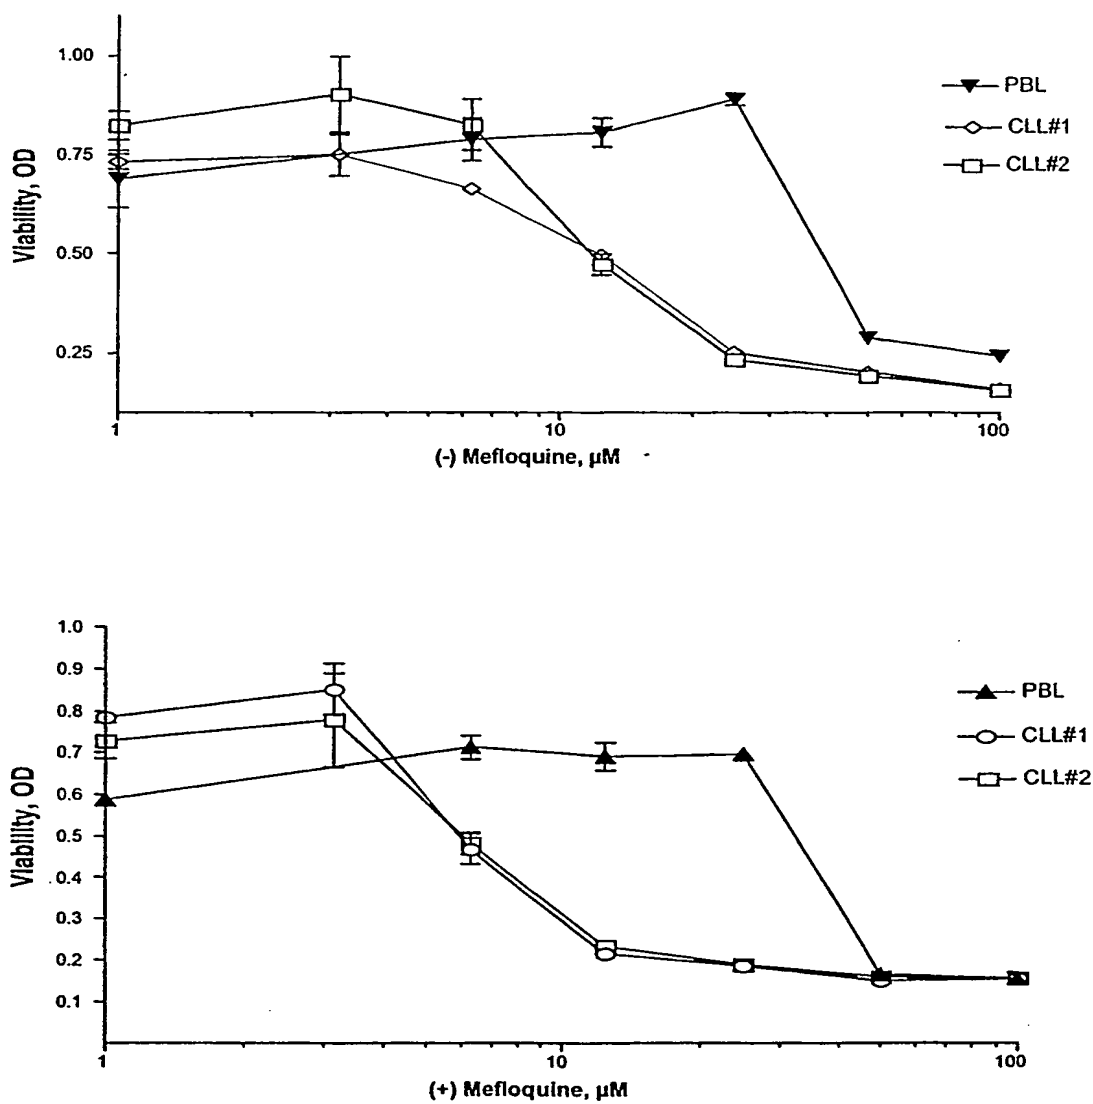 1.00
0.75
0.50
0.25
Viability, OD
1 10 100
(-) Mefloquine, µM
PBL
CLL#1
CLL#2
1.0
0.9
0.8
0.7
0.6
0.5
0.4
0.3
0.2
0.1
Viability, OD
1 10 100
(+) Mefloquine, µM
PBL
CLL#1
CLL#2